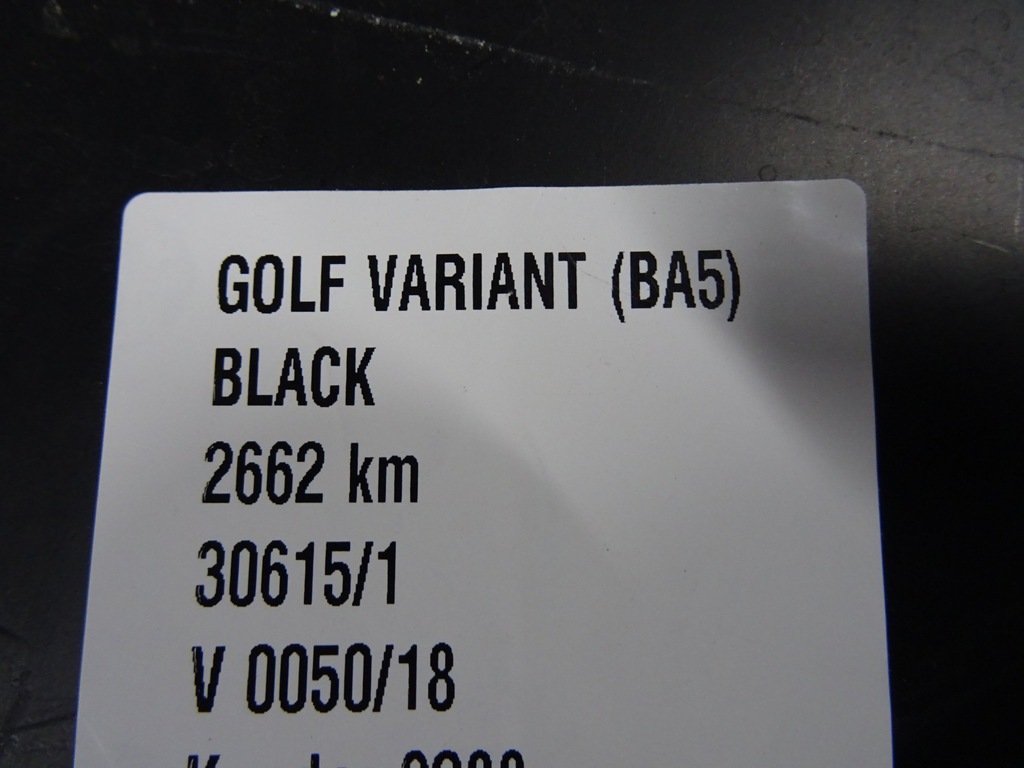 GOLF VARIANT (BA5)
BLACK
2662 km
30615/1
V 0050/18